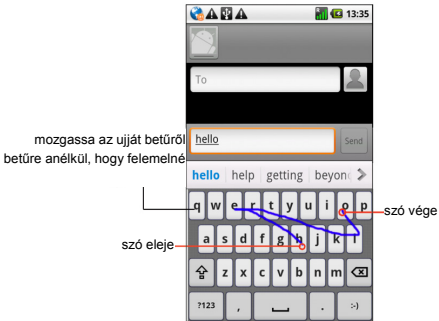 13:35
To
mozgassa az ujját betűről
betűre anélkül, hogy felemelné
hello
Send
hello help getting beyon
q w e r t y u i o p
szó vége
a s d f g h j k l
szó eleje
z x c v b n m
?123 , . :-)